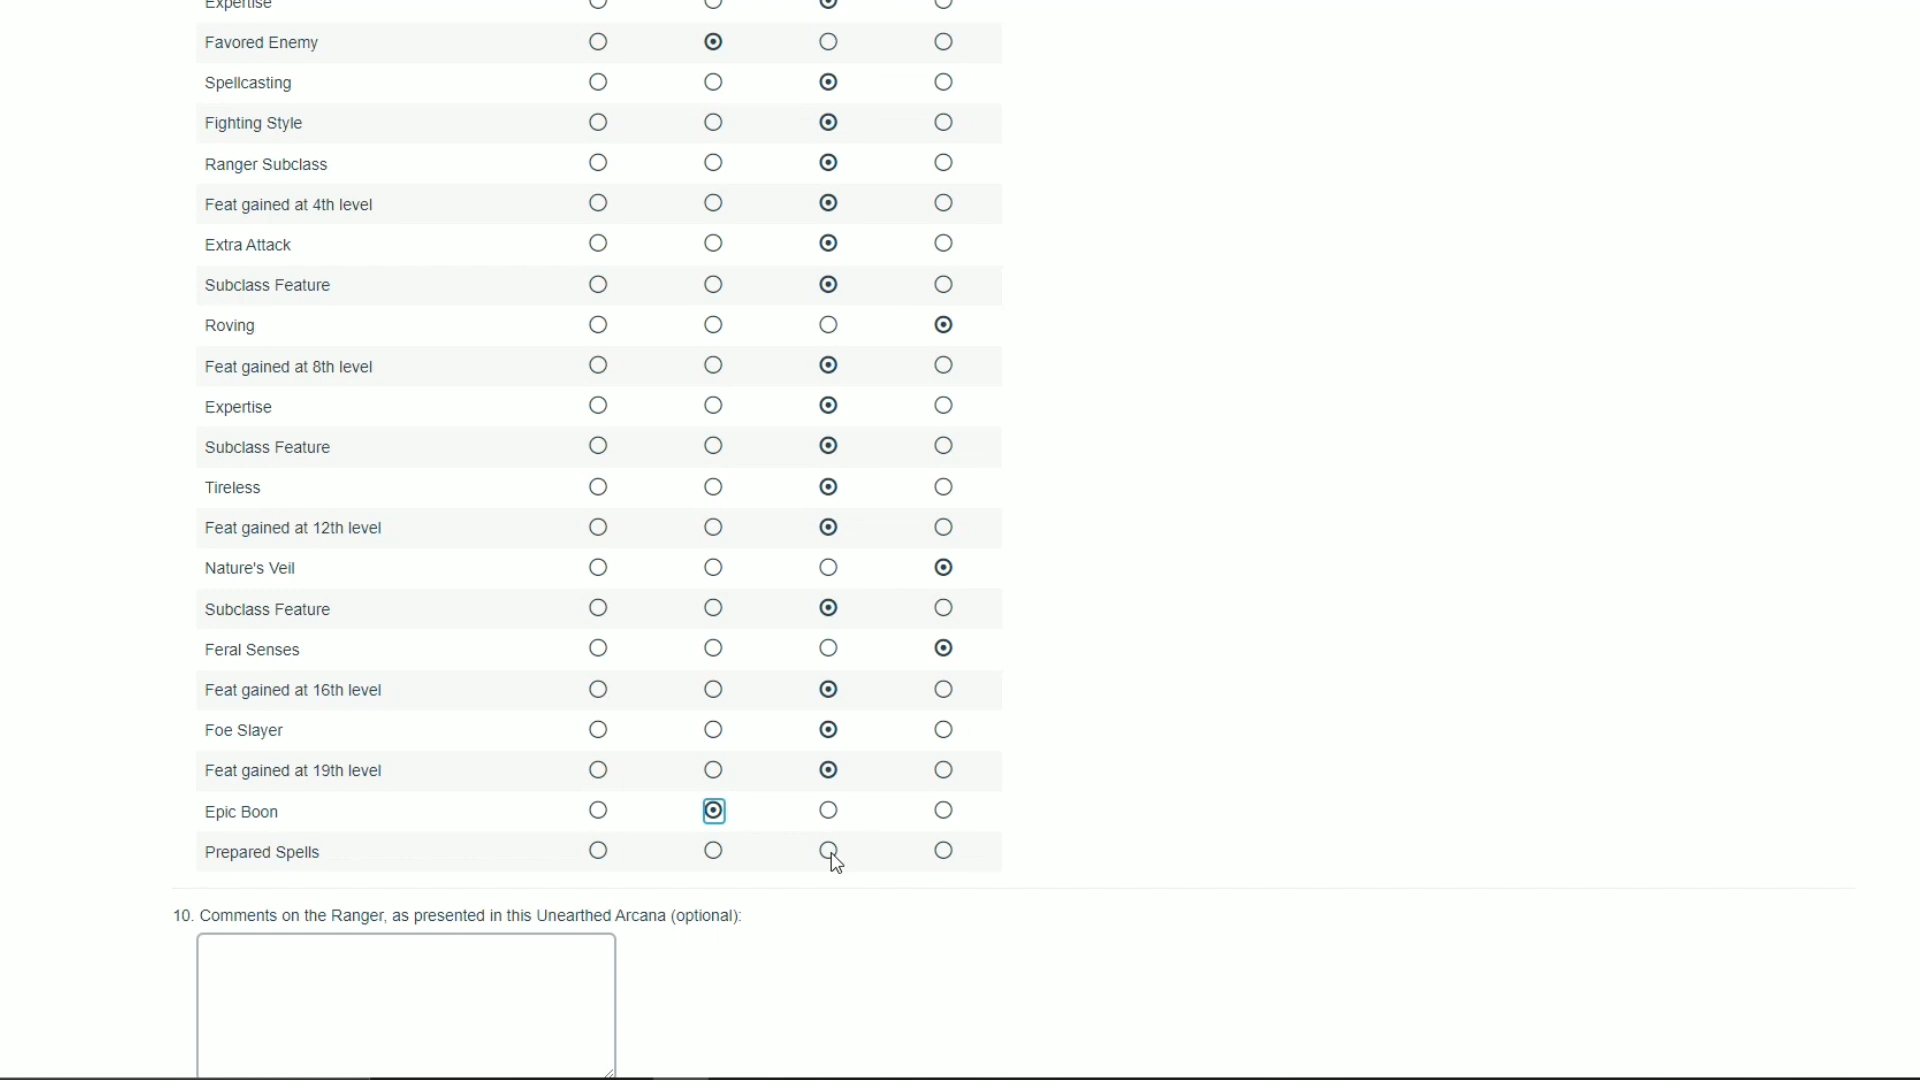 Expertise
Favored Enemy
Spellcasting
Fighting Style
Ranger Subclass
Feat gained at 4th level
Extra Attack
Subclass Feature
Roving
Feat gained at 8th level
Expertise
Subclass Feature
Tireless
Feat gained at 12th level
Nature's Veil
Subclass Feature
Feral Senses
Feat gained at 16th level
Foe Slayer
Feat gained at 19th level
Epic Boon
Prepared Spells
10. Comments on the Ranger, as presented in this Unearthed Arcana (optional):